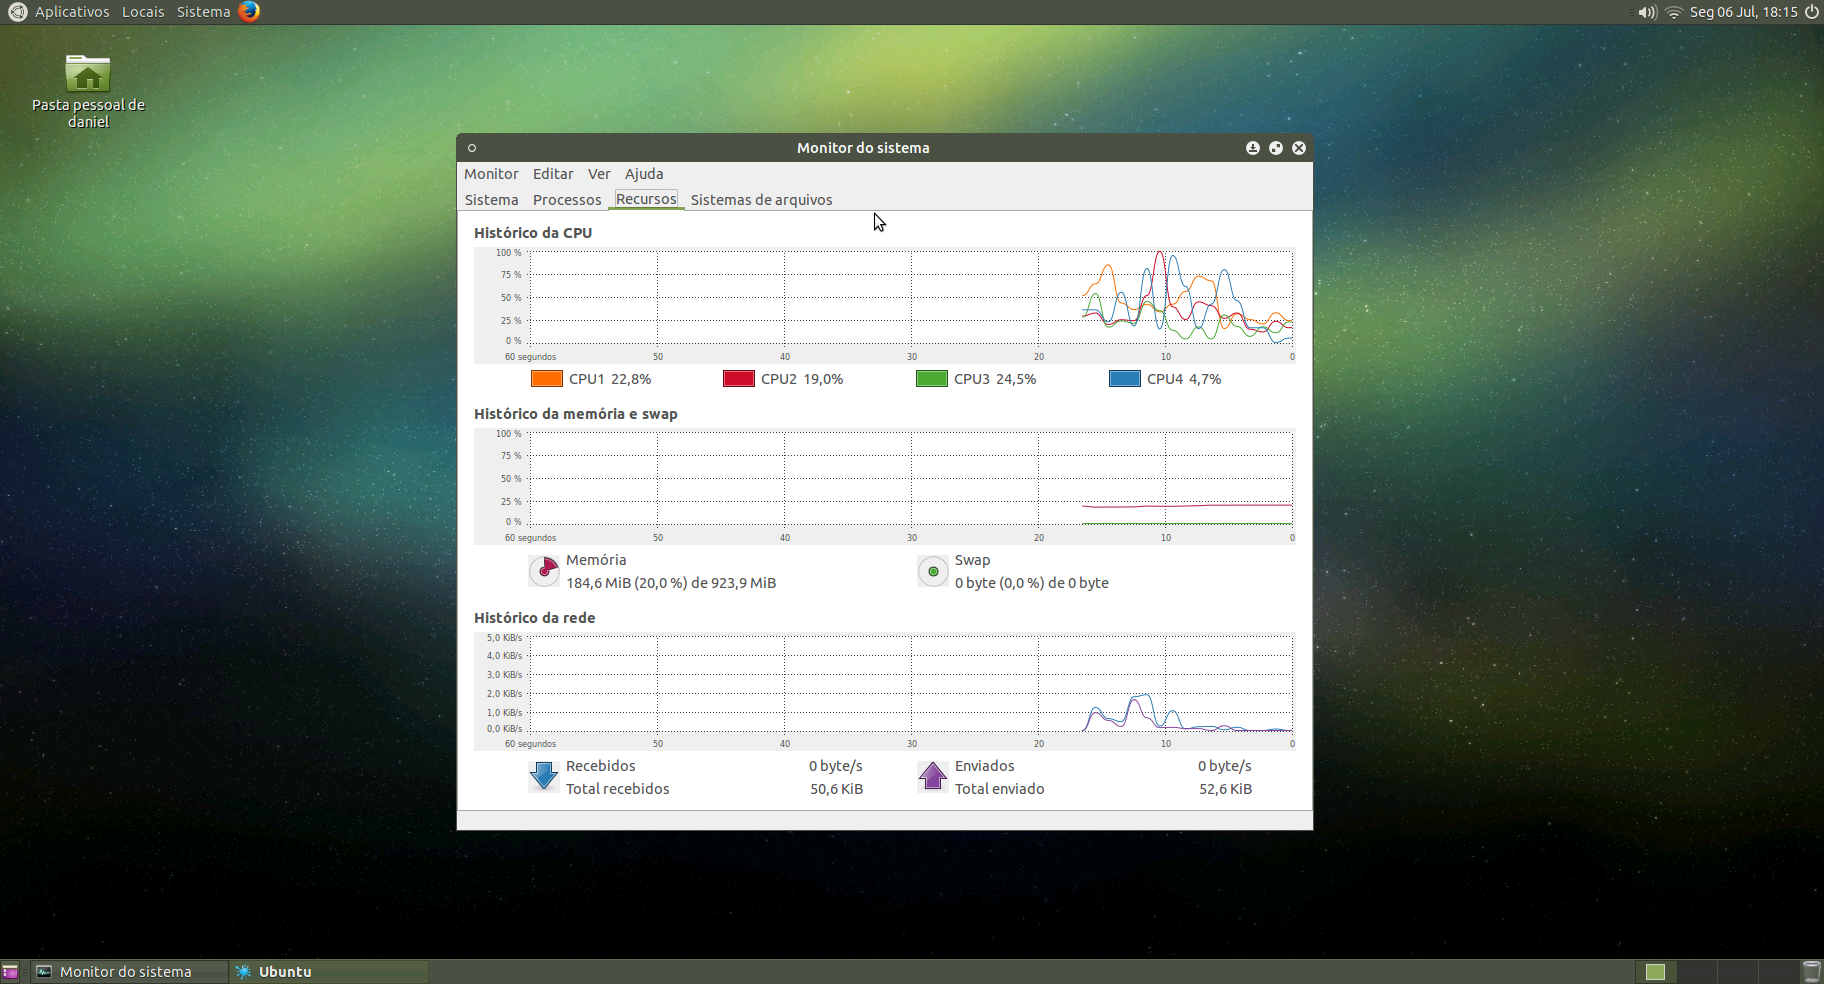 Aplicativos Locais Sistema
Seg 06 Jul, 18:15
Pasta pessoal de
daniel
Monitor do sistema
Monitor Editar Ver Ajuda
Sistema Processos Recursos Sistemas de arquivos
Histórico da CPU
100 %
75 %
50 %
25 %
0 %
60 segundos 50 40 30 20 10 0
CPU1 22,8% CPU2 19,0% CPU3 24,5% CPU4 4,7%
Histórico da memória e swap
100 %
75 %
50 %
25 %
0 %
60 segundos 50 40 30 20 10 0
Memória Swap
184,6 MiB (20,0 %) de 923,9 MiB 0 byte (0,0 %) de 0 byte
Histórico da rede
5,0 KiB/s
4,0 KiB/s
3,0 KiB/s
2,0 KiB/s
1,0 KiB/s
0,0 KiB/s
60 segundos 50 40 30 20 10 0
Recebidos 0 byte/s Enviados 0 byte/s
Total recebidos 50,6 KiB Total enviado 52,6 KiB
Monitor do sistema Ubuntu